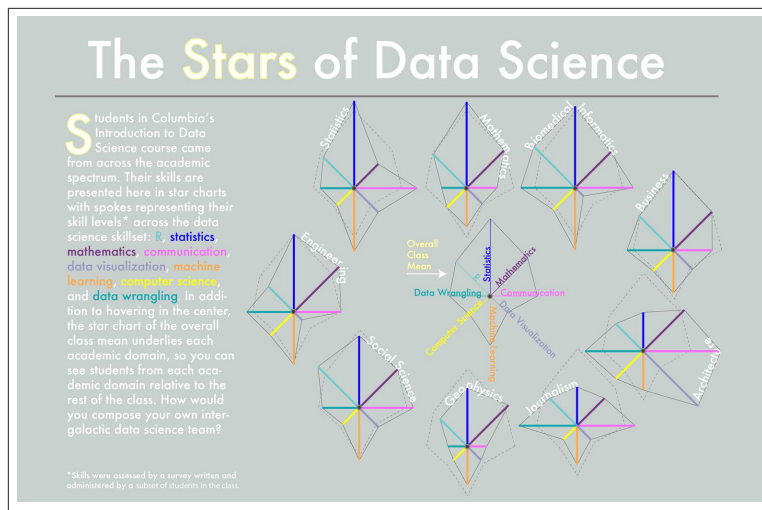 The Stars of Data Science
Students in Columbia's
Introduction to Data
Science course came
from across the academic
spectrum. Their skills are
presented here in star charts
with spokes representing their
skill levels* across the data
science skillset: R, statistics,
mathematics, communication,
data visualization, machine
learning, computer science,
and data wrangling. In addi-
tion to hovering in the center,
the star chart of the overall
class mean underlies each
academic domain, so you can
see students from each aca-
demic domain relative to the
rest of the class. How would
you compose your own inter-
galactic data science team?
*Skills were assessed by a survey written and
administered by a subset of students in the class.
Statistics
Mathematics
Biomedical
Informatics
Business
Engineering
Overall
Class
Mean
Statistics
Mathematics
R
Data Wrangling
Communication
Computer Science
Data Visualization
Machine Learning
Social Science
Geophysics
Journalism
Architecture